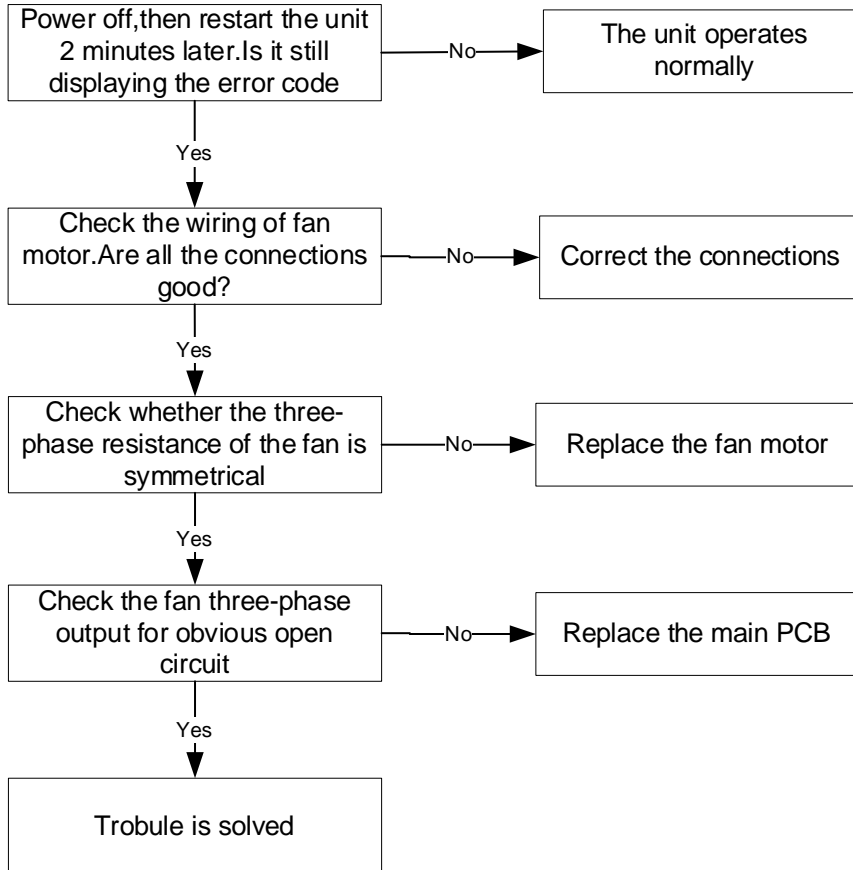 Power off,then restart the unit
2 minutes later.Is it still
displaying the error code
No
The unit operates
normally
Yes
Check the wiring of fan
motor.Are all the connections
good?
No
Correct the connections
Yes
Check whether the three-
phase resistance of the fan is
symmetrical
No
Replace the fan motor
Yes
Check the fan three-phase
output for obvious open
circuit
No
Replace the main PCB
Yes
Trobule is solved